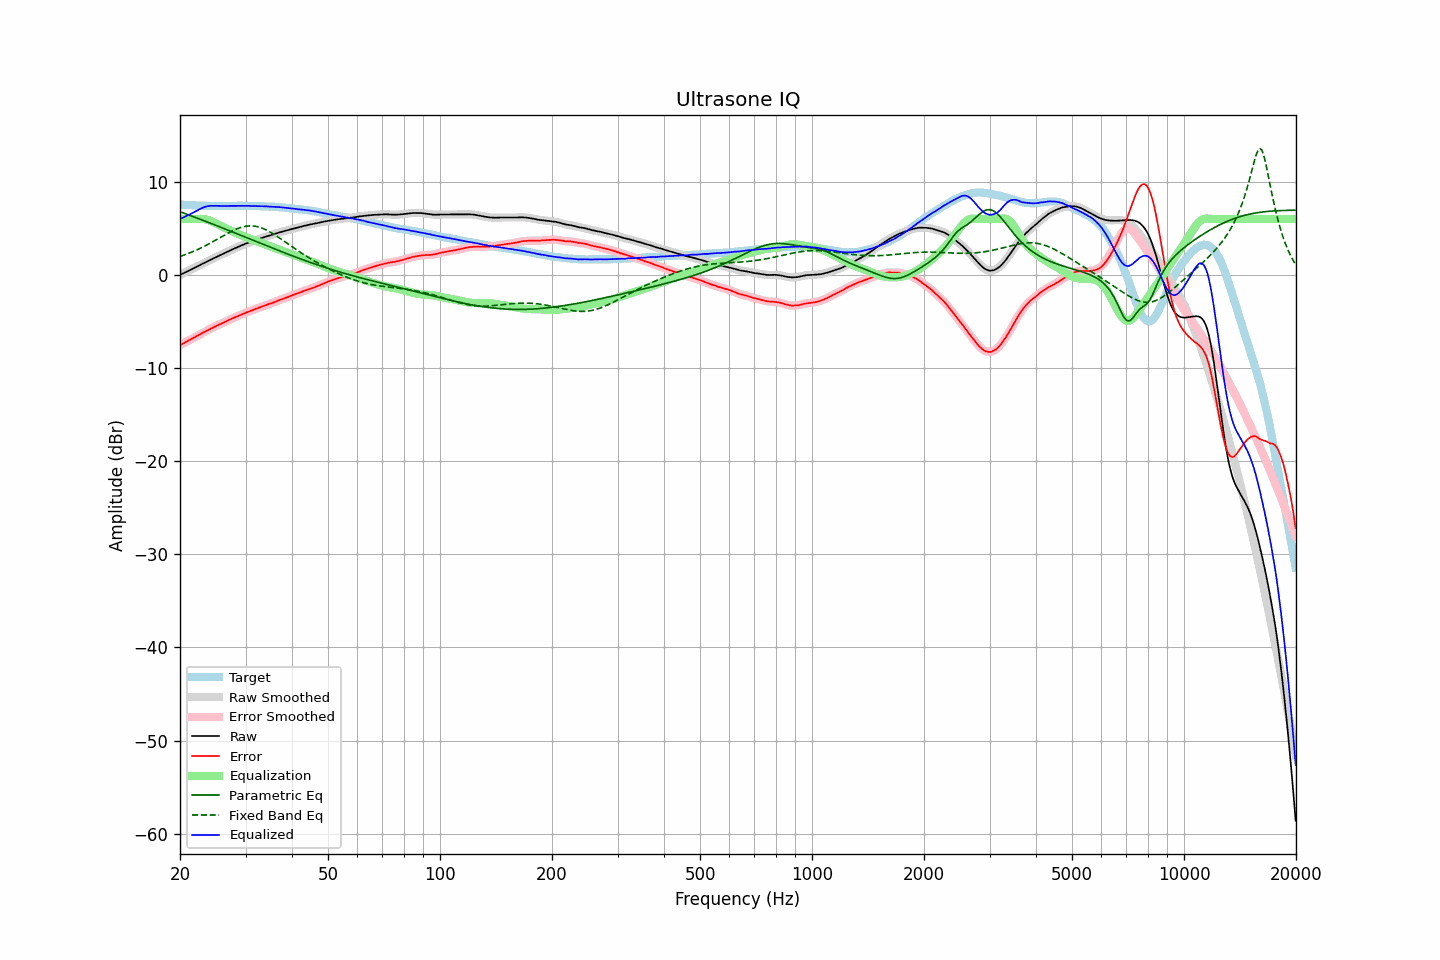 Ultrasone IQ
Amplitude (dBr)
10
0
−10
−20
−30
−40
−50
−60
Target
Raw Smoothed
Error Smoothed
Raw
Error
Equalization
Parametric Eq
Fixed Band Eq
Equalized
20 50 100 200 500 1000 2000 5000 10000 20000
Frequency (Hz)